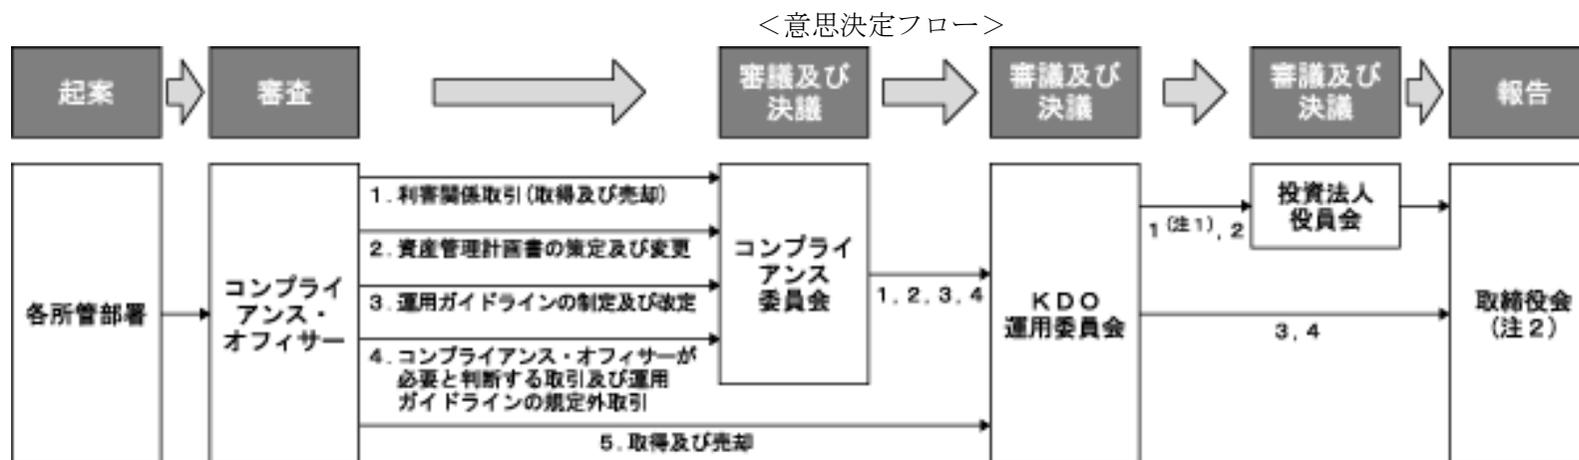 ＜意思決定フロー＞
起案
審査
審議及び
決議
審議及び
決議
審議及び
決議
報告
各所管部署
コンプライ
アンス・
オフィサー
1.利害関係取引(取得及び売却)
2.資産管理計画書の策定及び変更
3.運用ガイドラインの制定及び改定
4.コンプライアンス・オフィサーが
必要と判断する取引及び運用
ガイドラインの規定外取引
5.取得及び売却
コンプライ
アンス
委員会
1, 2, 3, 4
KDO
運用委員会
1(注1), 2
3, 4
投資法人
役員会
取締役会
(注2)